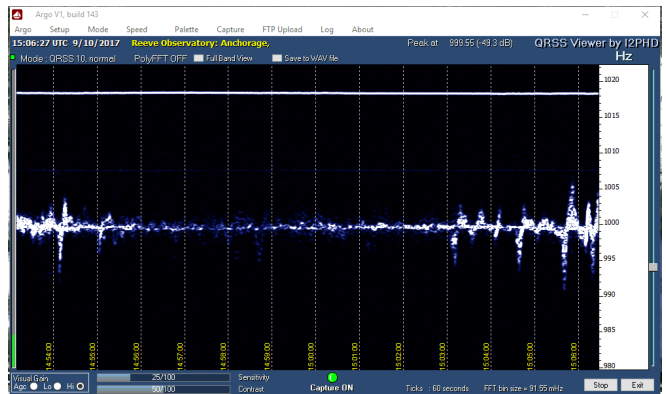 Argo V1, build 143
Argo Setup Mode Speed Palette Capture FTP Upload Log About
15:06:27 UTC 9/10/2017 Reeve Observatory: Anchorage, Peak at 999.55 (-49.3 dB) QRSS Viewer by I2PHD
Mode : QRSS 10, normal PolyFFT OFF Full Band View Save to WAV file Hz
1020
1015
1010
1005
1000
995
990
985
980
14:54:00 14:55:00 14:56:00 14:57:00 14:58:00 14:59:00 15:00:00 15:01:00 15:02:00 15:03:00 15:04:00 15:05:00 15:06:00
Visual Gain 25/100 Sensitivity
Agc Lo Hi 50/100 Contrast Capture ON Ticks : 60 seconds FFT bin size = 91.55 mHz Stop Exit